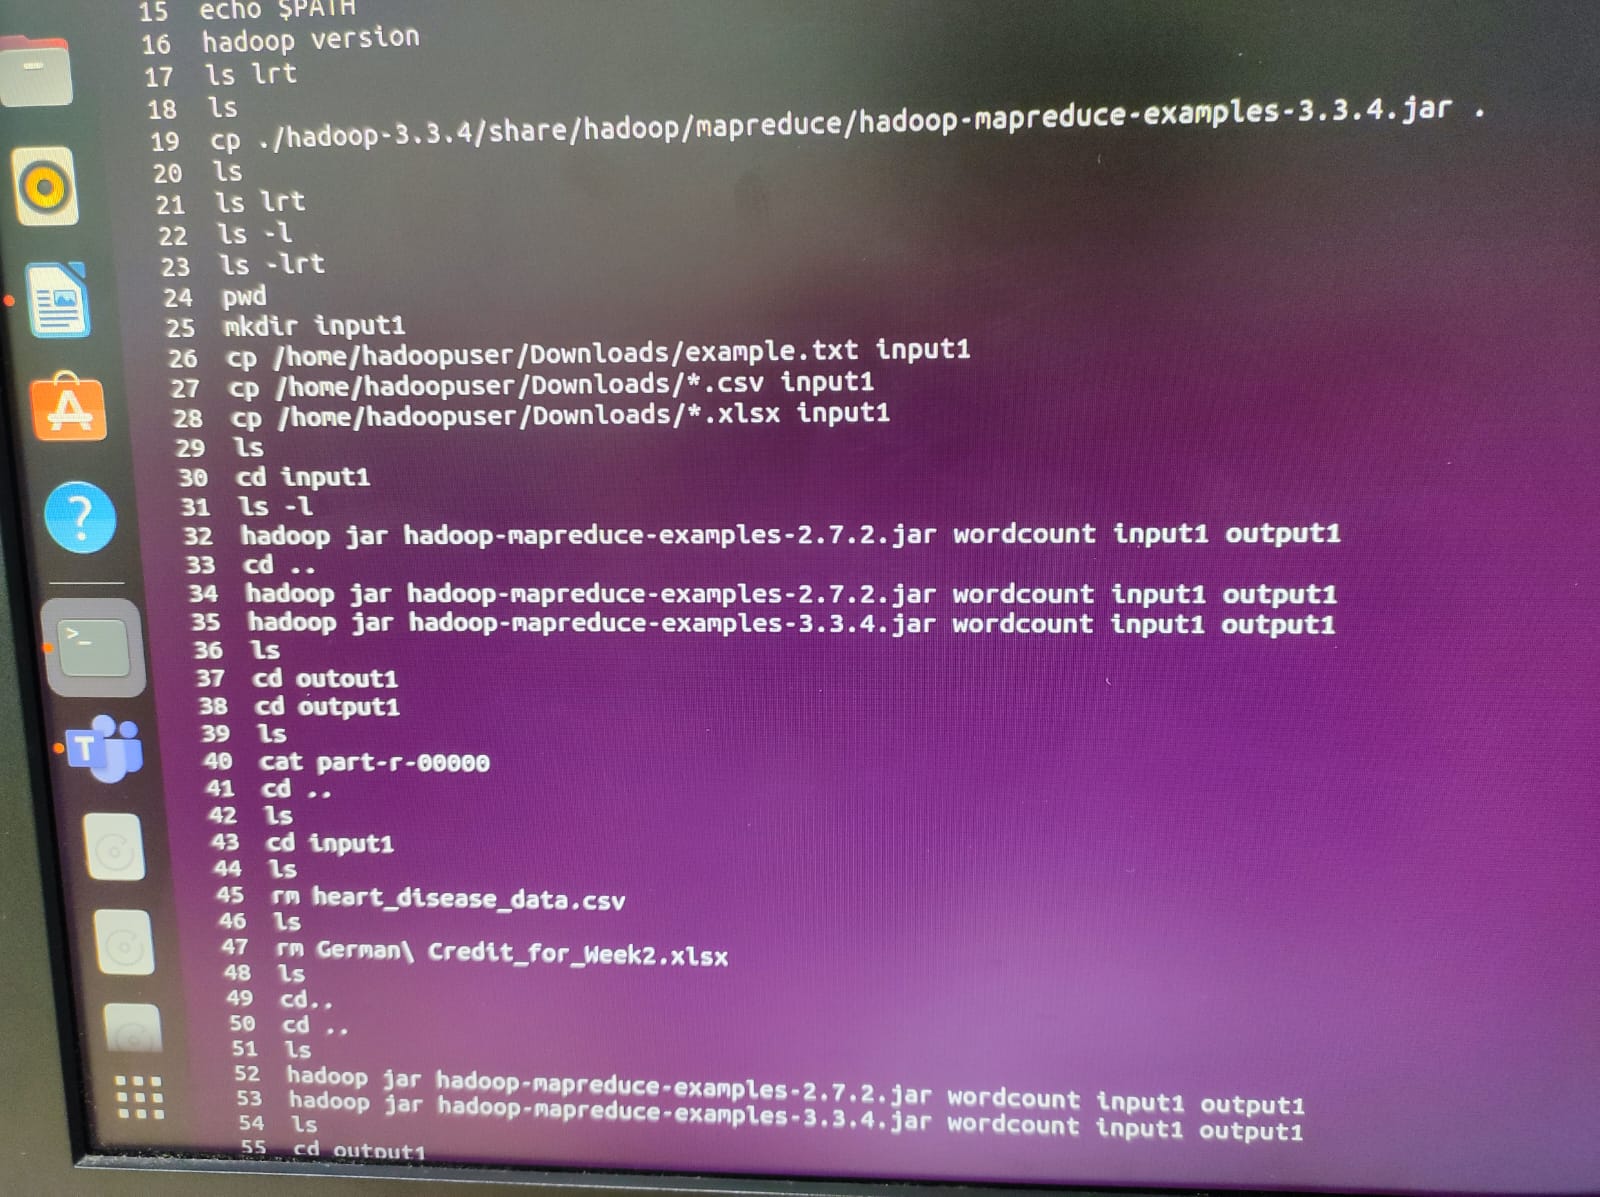 15 echo $PATH
16 hadoop version
17 ls lrt
18 ls
19 cp ./hadoop-3.3.4/share/hadoop/mapreduce/hadoop-mapreduce-examples-3.3.4.jar .
20 ls
21 ls lrt
22 ls -l
23 ls -lrt
24 pwd
25 mkdir input1
26 cp /home/hadoopuser/Downloads/example.txt input1
27 cp /home/hadoopuser/Downloads/*.csv input1
28 cp /home/hadoopuser/Downloads/*.xlsx input1
29 ls
30 cd input1
31 ls -l
32 hadoop jar hadoop-mapreduce-examples-2.7.2.jar wordcount input1 output1
33 cd ..
34 hadoop jar hadoop-mapreduce-examples-2.7.2.jar wordcount input1 output1
35 hadoop jar hadoop-mapreduce-examples-3.3.4.jar wordcount input1 output1
36 ls
37 cd outout1
38 cd output1
39 ls
40 cat part-r-00000
41 cd ..
42 ls
43 cd input1
44 ls
45 rm heart_disease_data.csv
46 ls
47 rm German\ Credit_for_Week2.xlsx
48 ls
49 cd..
50 cd ..
51 ls
52 hadoop jar hadoop-mapreduce-examples-2.7.2.jar wordcount input1 output1
53 hadoop jar hadoop-mapreduce-examples-3.3.4.jar wordcount input1 output1
54 ls
55 cd output1
A
?
>_
T